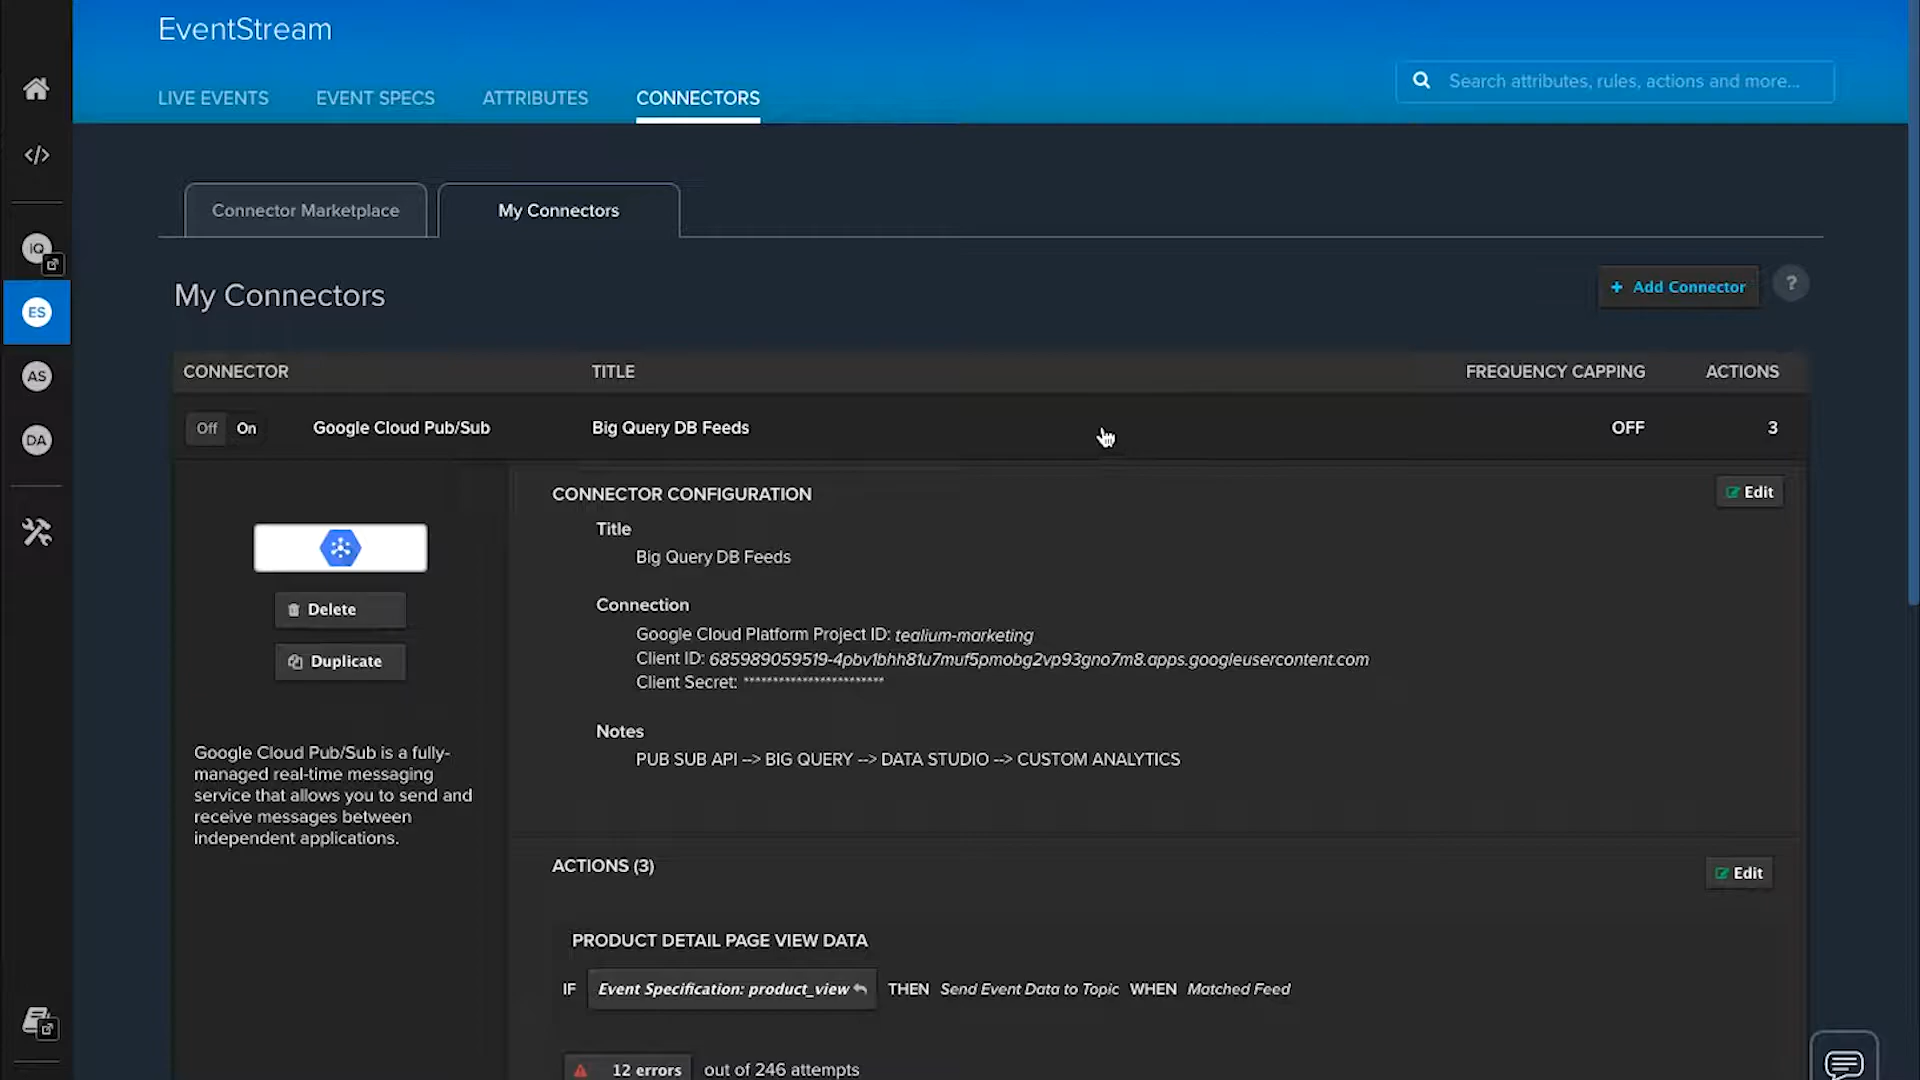 EventStream
LIVE EVENTS
EVENT SPECS
ATTRIBUTES
CONNECTORS
Search attributes, rules, actions and more...
IQ
ES
AS
DA
Connector Marketplace
My Connectors
My Connectors
+ Add Connector
?
CONNECTOR
TITLE
FREQUENCY CAPPING
ACTIONS
Off
On
Google Cloud Pub/Sub
Big Query DB Feeds
OFF
3
Delete
Duplicate
Google Cloud Pub/Sub is a fully-
managed real-time messaging
service that allows you to send and
receive messages between
independent applications.
CONNECTOR CONFIGURATION
Edit
Title
Big Query DB Feeds
Connection
Google Cloud Platform Project ID: tealium-marketing
Client ID: 685989059519-4pbv1bhh81u7muf5pmobg2vp93gno7m8.apps.googleusercontent.com
Client Secret: ************************
Notes
PUB SUB API --> BIG QUERY --> DATA STUDIO --> CUSTOM ANALYTICS
ACTIONS (3)
Edit
PRODUCT DETAIL PAGE VIEW DATA
IF Event Specification: product_view THEN Send Event Data to Topic WHEN Matched Feed
12 errors out of 246 attempts